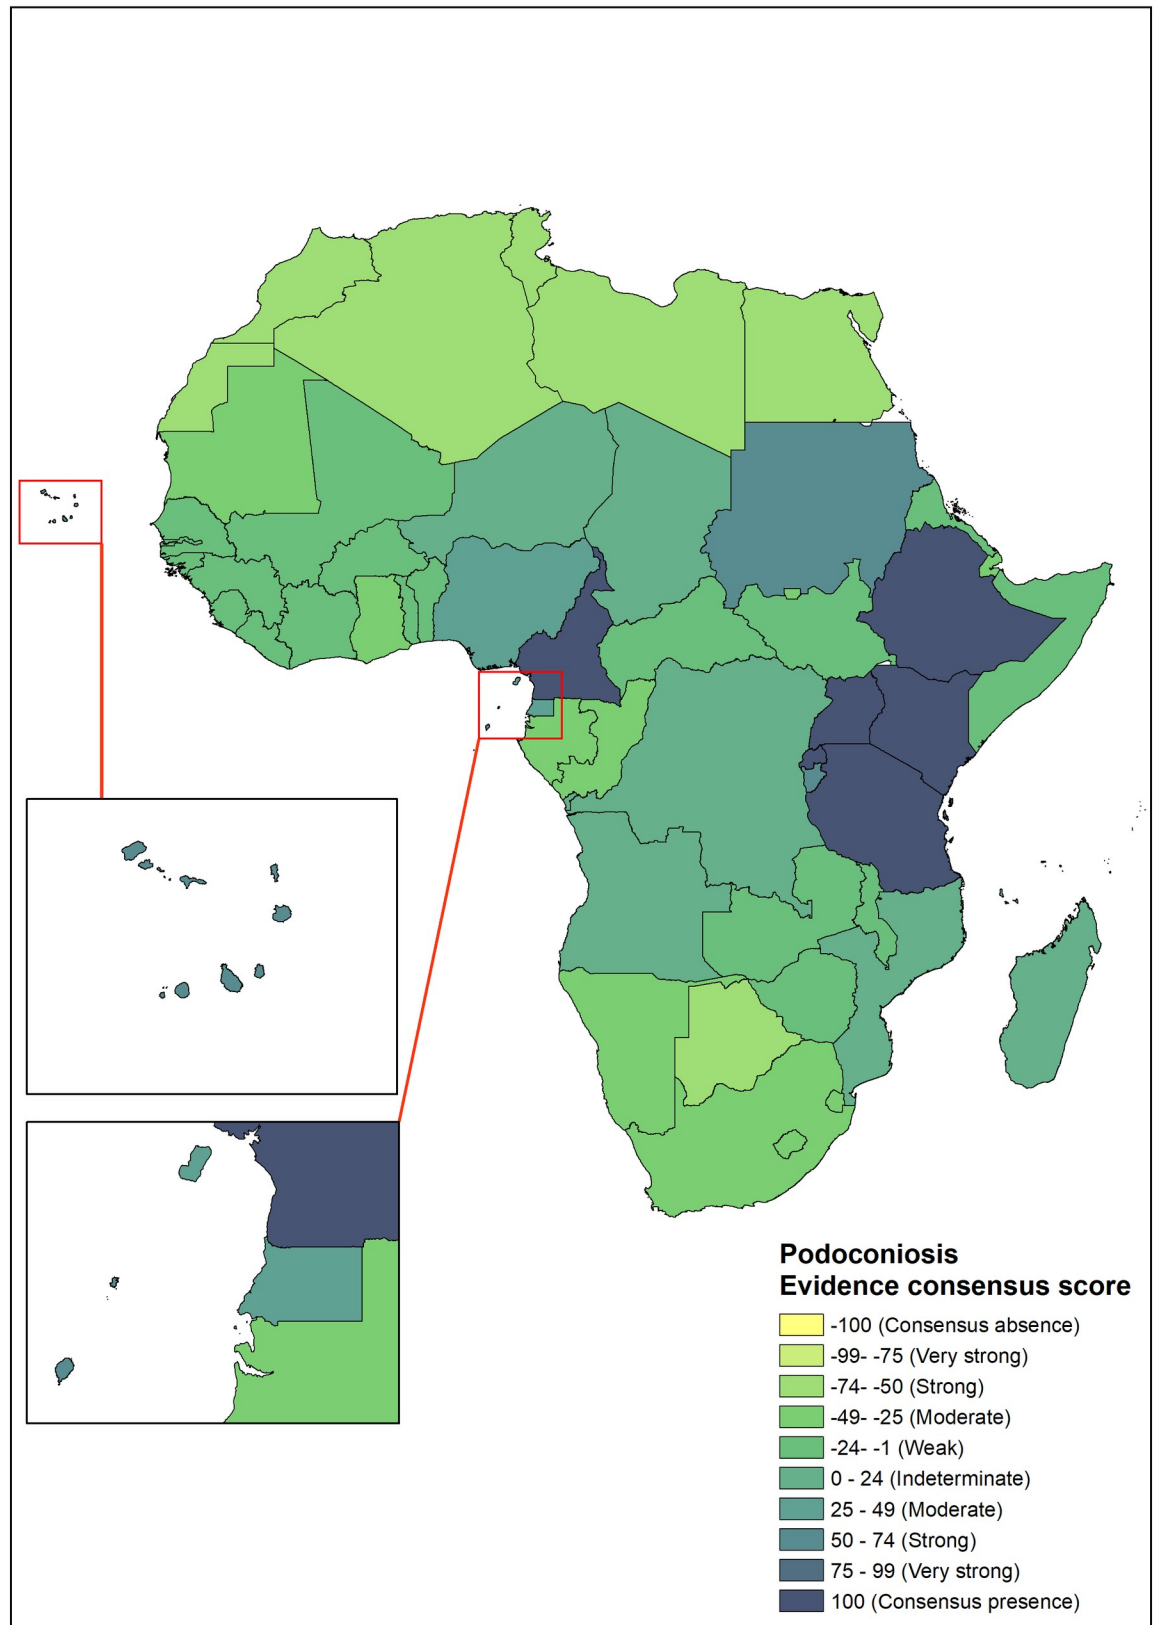 Podoconiosis
Evidence consensus score
-100 (Consensus absence)
-99- -75 (Very strong)
-74- -50 (Strong)
-49- -25 (Moderate)
-24- -1 (Weak)
0 - 24 (Indeterminate)
25 - 49 (Moderate)
50 - 74 (Strong)
75 - 99 (Very strong)
100 (Consensus presence)